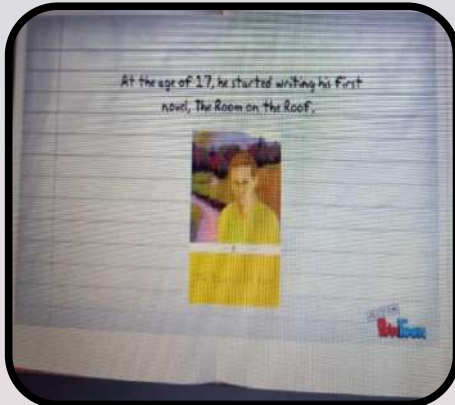 At the age of 17, he started writing his first
novel, The Room on the Roof.